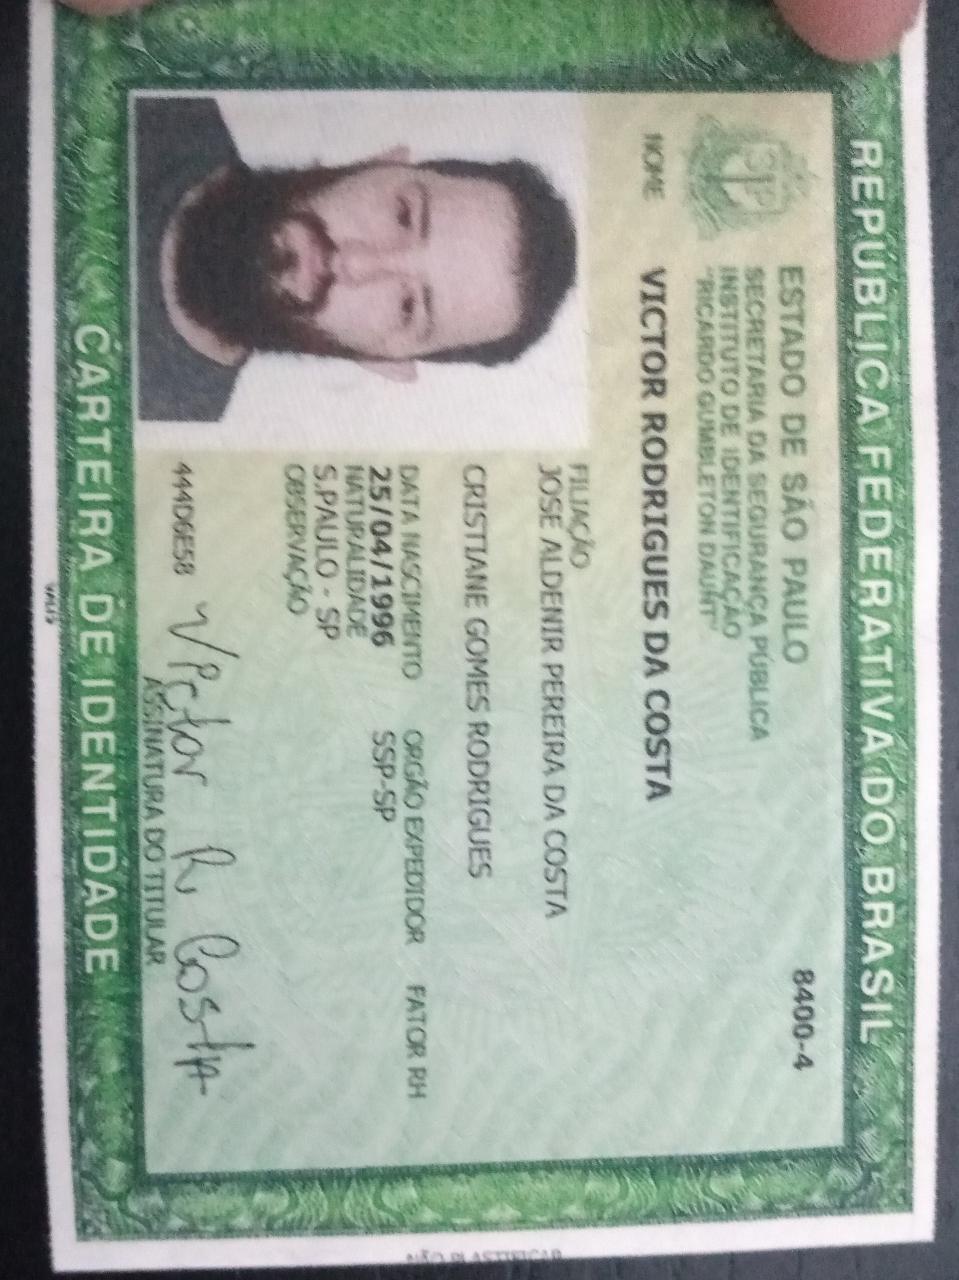 REPÚBLICA FEDERATIVA DO BRASIL
8400-4
ESTADO DE SÃO PAULO
SECRETARIA DA SEGURANÇA PÚBLICA
INSTITUTO DE IDENTIFICAÇÃO
"RICARDO GUMBLETON DAUNT"
NOME VICTOR RODRIGUES DA COSTA
FILIAÇÃO
JOSE ALDENIR PEREIRA DA COSTA
CRISTIANE GOMES RODRIGUES
DATA NASCIMENTO ORGÃO EXPEDIDOR FATOR RH
25/04/1996 SSP-SP
NATURALIDADE
S.PAULO - SP
OBSERVAÇÃO
444D6E58 Victor R. Costa
ASSINATURA DO TITULAR
CARTEIRA DE IDENTIDADE
NÃO PLASTIFICAR